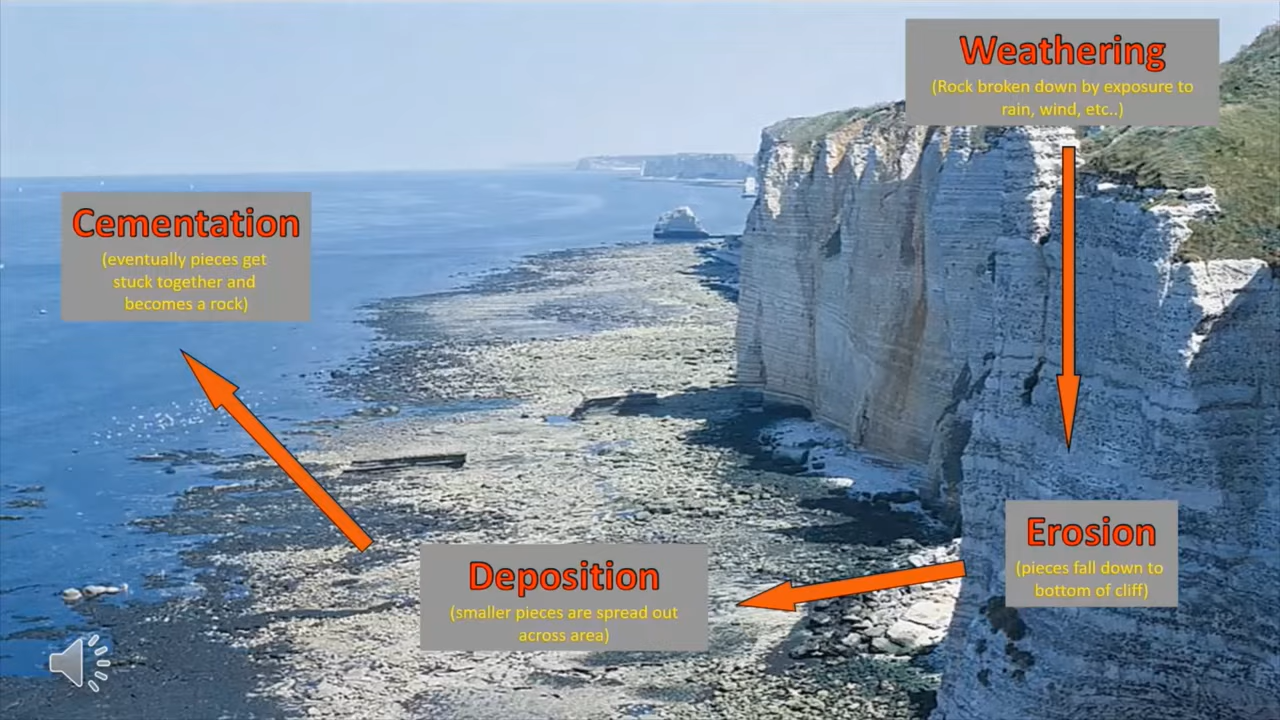 Weathering
(Rock broken down by exposure to
rain, wind, etc..)
Cementation
(eventually pieces get
stuck together and
becomes a rock)
Erosion
(pieces fall down to
bottom of cliff)
Deposition
(smaller pieces are spread out
across area)